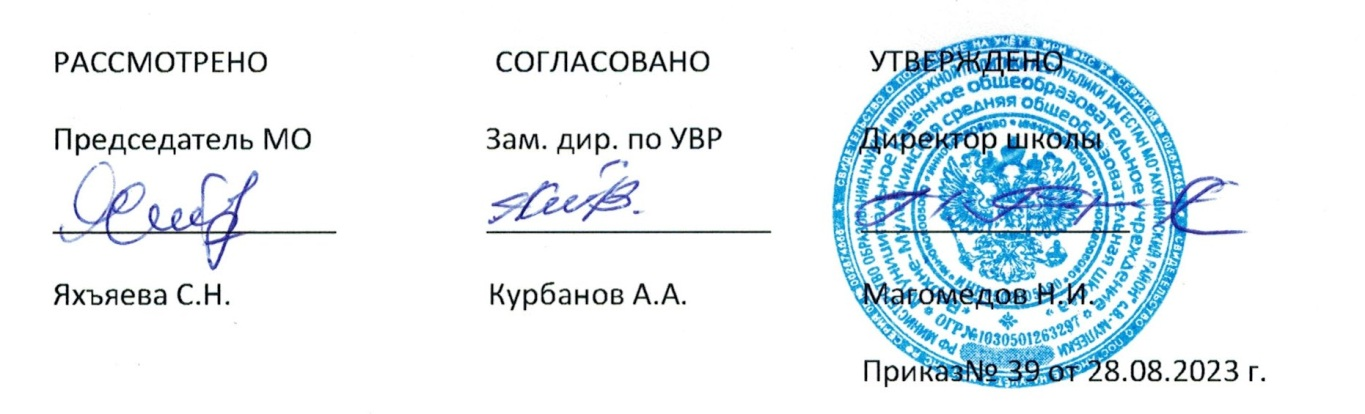 РАССМОТРЕНО
Председатель МО
Яхъяева С.Н.
СОГЛАСОВАНО
Зам. дир. по УВР
Курбанов А.А.
УТВЕРЖДЕНО
Директор школы
Магомедов Н.И.
Приказ№ 39 от 28.08.2023 г.
ОГР№1030501263297